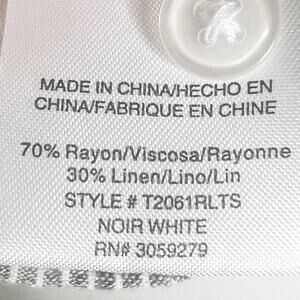 MADE IN CHINA/HECHO EN
CHINA/FABRIQUE EN CHINE
70% Rayon/Viscosa/Rayonne
30% Linen/Lino/Lin
STYLE # T2061RLTS
NOIR WHITE
RN# 3059279